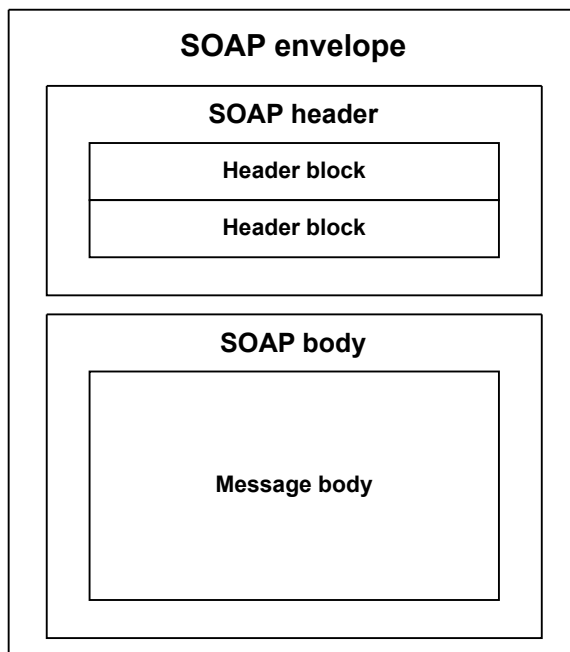 SOAP envelope
SOAP header
Header block
Header block
SOAP body
Message body